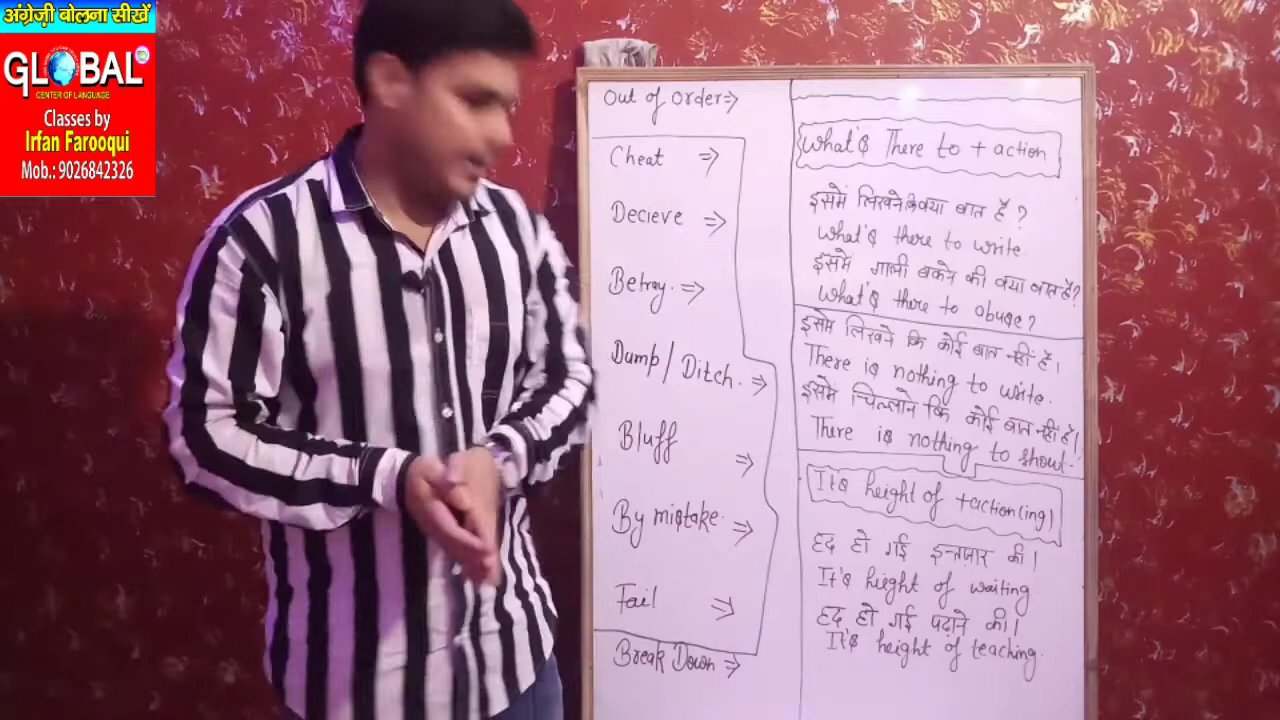 अंग्रेज़ी बोलना सीखें
GLOBAL
CENTER OF LANGUAGE
Classes by
Irfan Farooqui
Mob.: 9026842326
Out of order⇒
Cheat ⇒
Decieve ⇒
Betray. ⇒
Dump/Ditch. ⇒
Bluff ⇒
By mistake. ⇒
Fail ⇒
Break Down ⇒
What's There to + action
इसमें लिखने कि क्या बात है ?
What's there to write.
इसमें गाली बकने की क्या बात है?
What's there to abuse?
इसमें लिखने कि कोई बात नहीं है।
There is nothing to write.
इसमें चिल्लाने कि कोई बात नहीं है।
There is nothing to shout.
It's height of +action(ing)
हद हो गई इन्तज़ार की।
It's height of waiting
हद हो गई पढ़ाने की।
It's height of teaching.